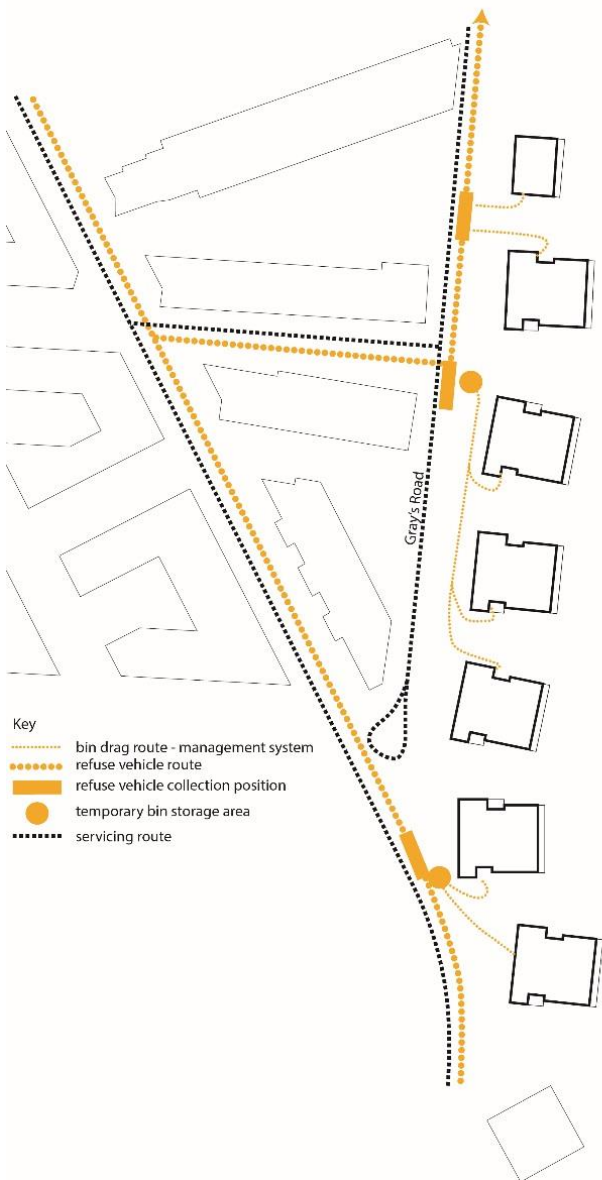 Gray's Road
Key
bin drag route - management system
refuse vehicle route
refuse vehicle collection position
temporary bin storage area
servicing route